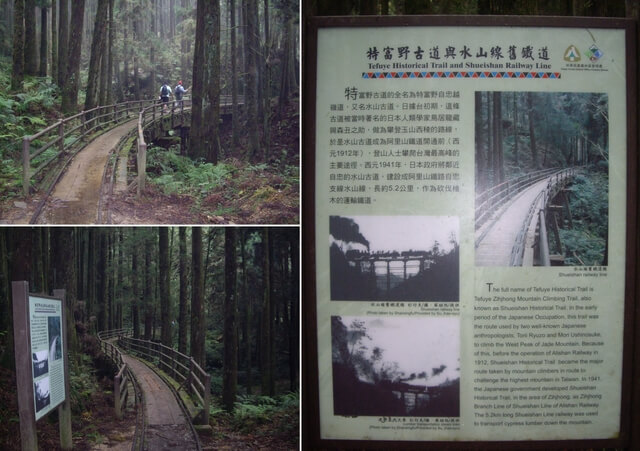 特富野古道與水山線舊鐵道
Tefuye Historical Trail and Shueishan Railway Line
特富野古道的全名為特富野自忠越
嶺道，又名水山古道。日據台初期，這條
古道被當時著名的日本人類學家鳥居龍藏
與森丑之助，做為攀登玉山西稜的路線，
於是水山古道成為阿里山鐵道開通前（西
元1912年），登山人士攀爬台灣最高峰的
主要途徑。西元1941年，日本政府將鄰近
自忠的水山古道，建設成阿里山鐵路自忠
支線水山線，長約5.2公里，作為砍伐檜
木的運輸鐵道。
水山線舊鐵道
Shueishan railway line
The full name of Tefuye Historical Trail is
Tefuye Zihjhong Mountain Climbing Trail, also
known as Shueishan Historical Trail. In the early
period of the Japanese Occupation, this trail was
the route used by two well-known Japanese
anthropologists, Torii Ryuzo and Mori Ushinosuke,
to climb the West Peak of Jade Mountain. Because
of this, before the operation of Alishan Railway in
1912, Shueishan Historical Trail became the major
route taken by mountain climbers in route to
challenge the highest mountain in Taiwan. In 1941,
the Japanese government developed Shueishan
Historical Trail, in the area of Zihjhong, as Zihjhong
Branch Line of Shueishan Line of Alishan Railway.
The 5.2km long Shueishan Line railway was used
to transport cypress lumber down the mountain.
Shueishan railway line